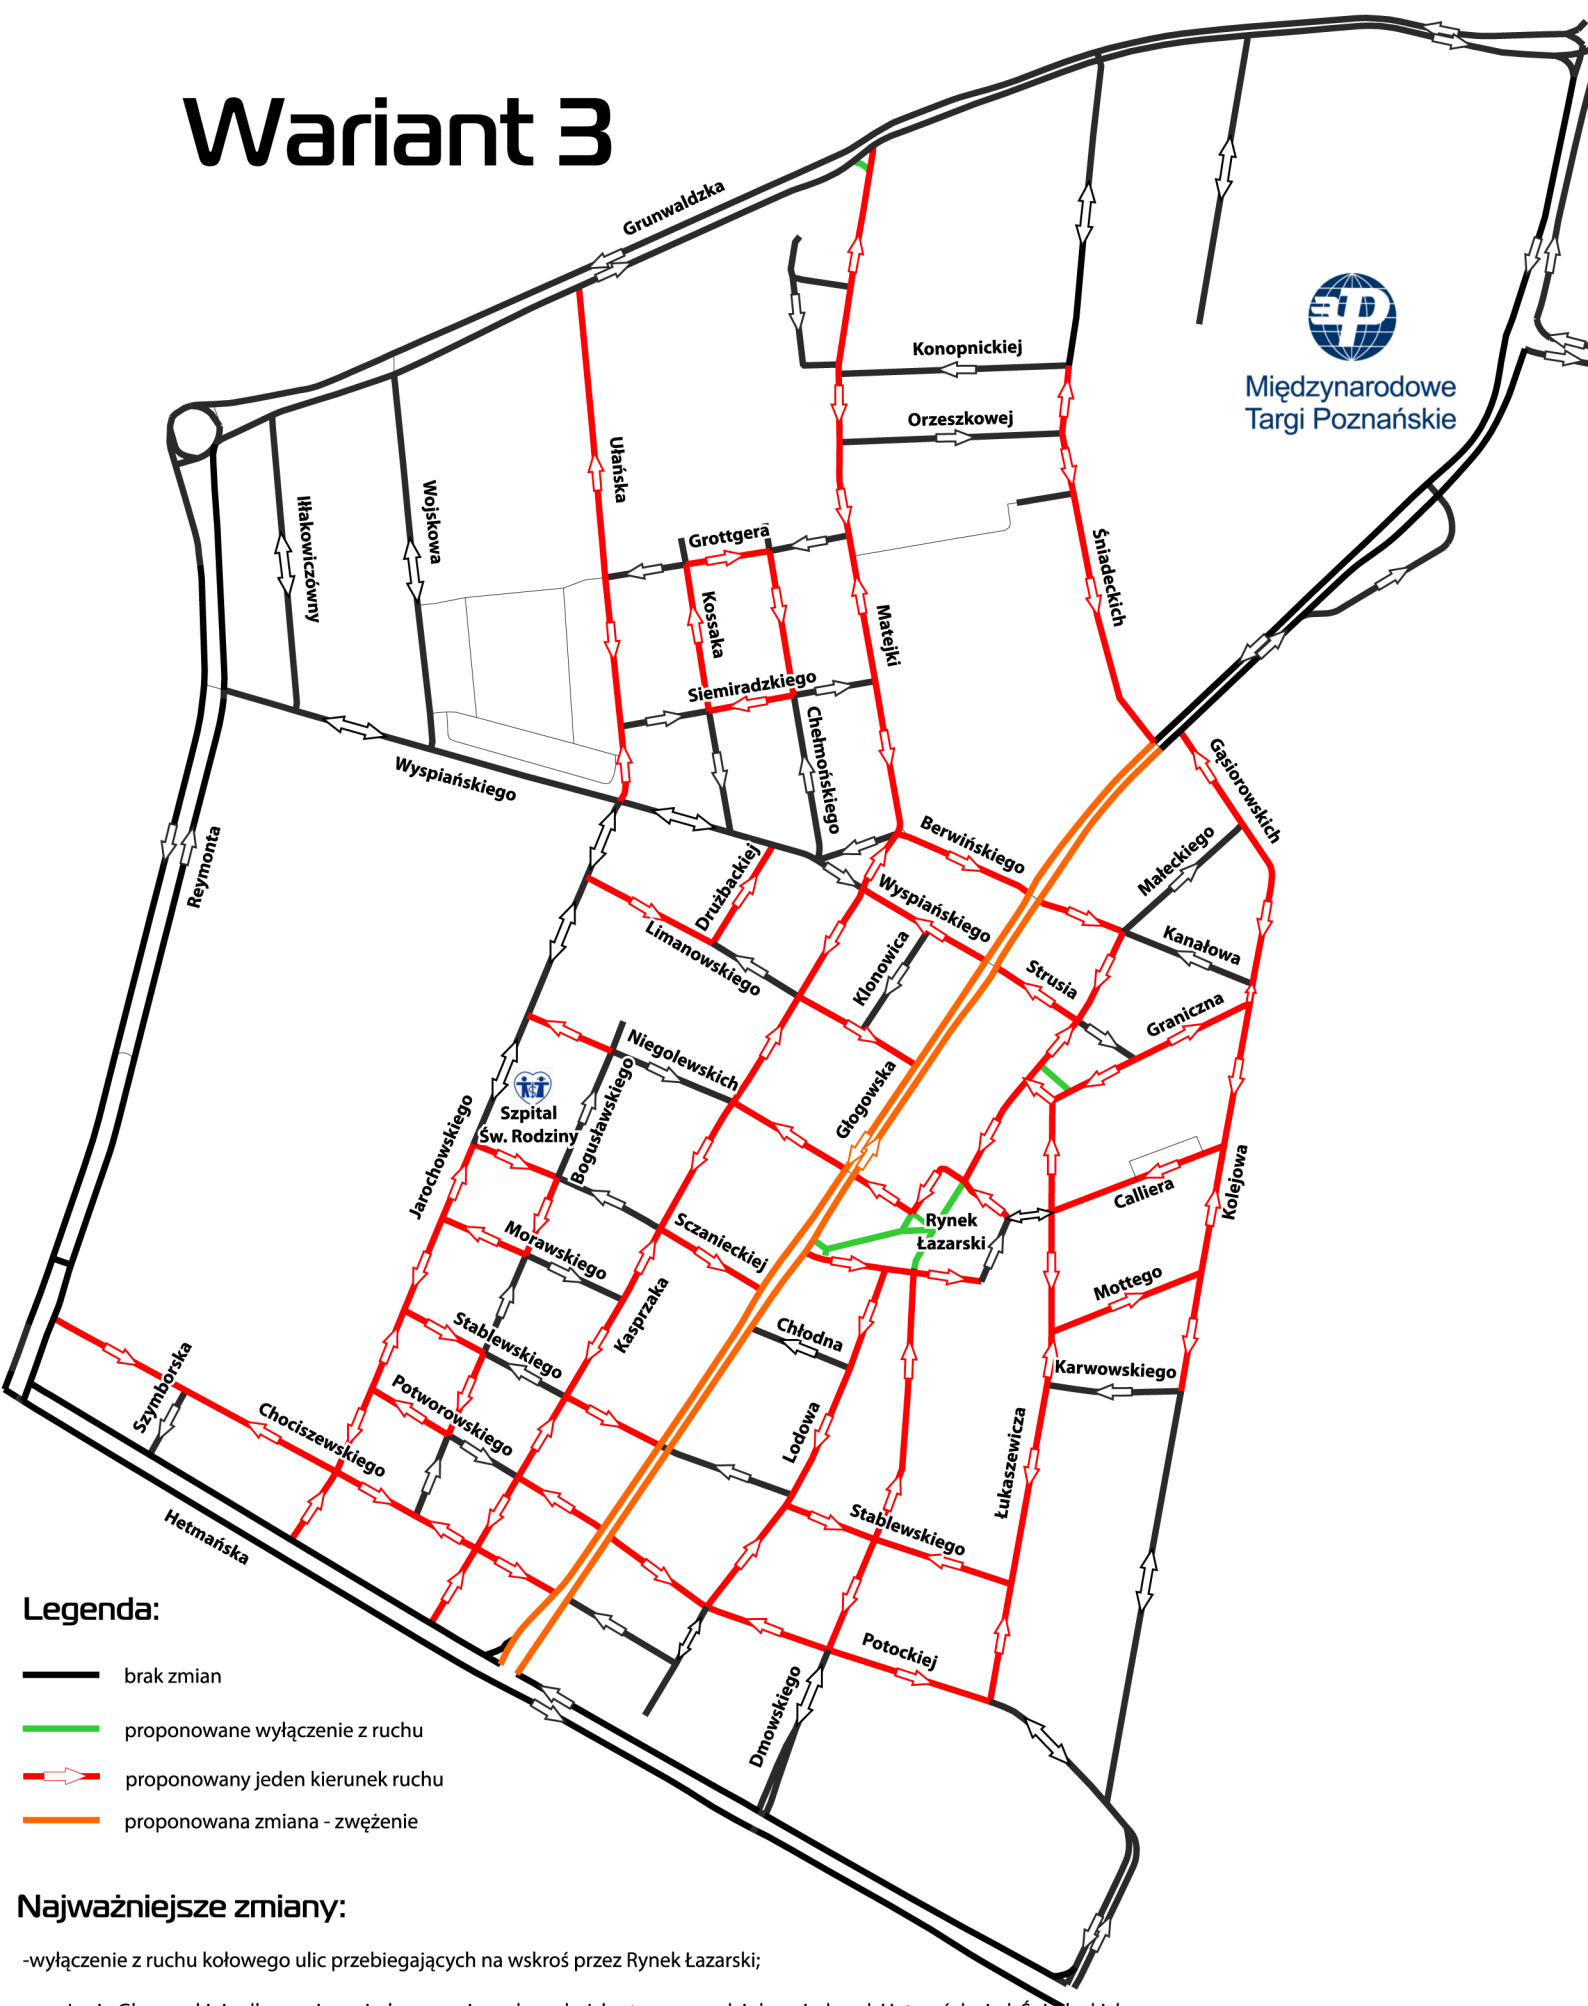 Wariant 3
Grunwaldzka
Konopnickiej
Orzeszkowej
Międzynarodowe
Targi Poznańskie
Ułańska
Wojskowa
Iłłakowiczówny
Grottgera
Kossaka
Matejki
Śniadeckich
Siemiradzkiego
Chełmońskiego
Wyspiańskiego
Reymonta
Gąsiorowskich
Berwińskiego
Małeckiego
Drużbackiej
Wyspiańskiego
Limanowskiego
Klonowica
Strusia
Kanałowa
Graniczna
Niegolewskich
Głogowska
Szpital
Św. Rodziny
Bogusławskiego
Jarochowskiego
Kolejowa
Calliera
Rynek
Łazarski
Sczanieckiej
Morawskiego
Kasprzaka
Mottego
Stablewskiego
Chłodna
Karwowskiego
Szymborska
Potworowskiego
Chociszewskiego
Lodowa
Łukaszewicza
Stablewskiego
Hetmańska
Potockiej
Dmowskiego
Legenda:
brak zmian
proponowane wyłączenie z ruchu
proponowany jeden kierunek ruchu
proponowana zmiana - zwężenie
Najważniejsze zmiany:
-wyłączenie z ruchu kołowego ulic przebiegających na wskroś przez Rynek Łazarski;